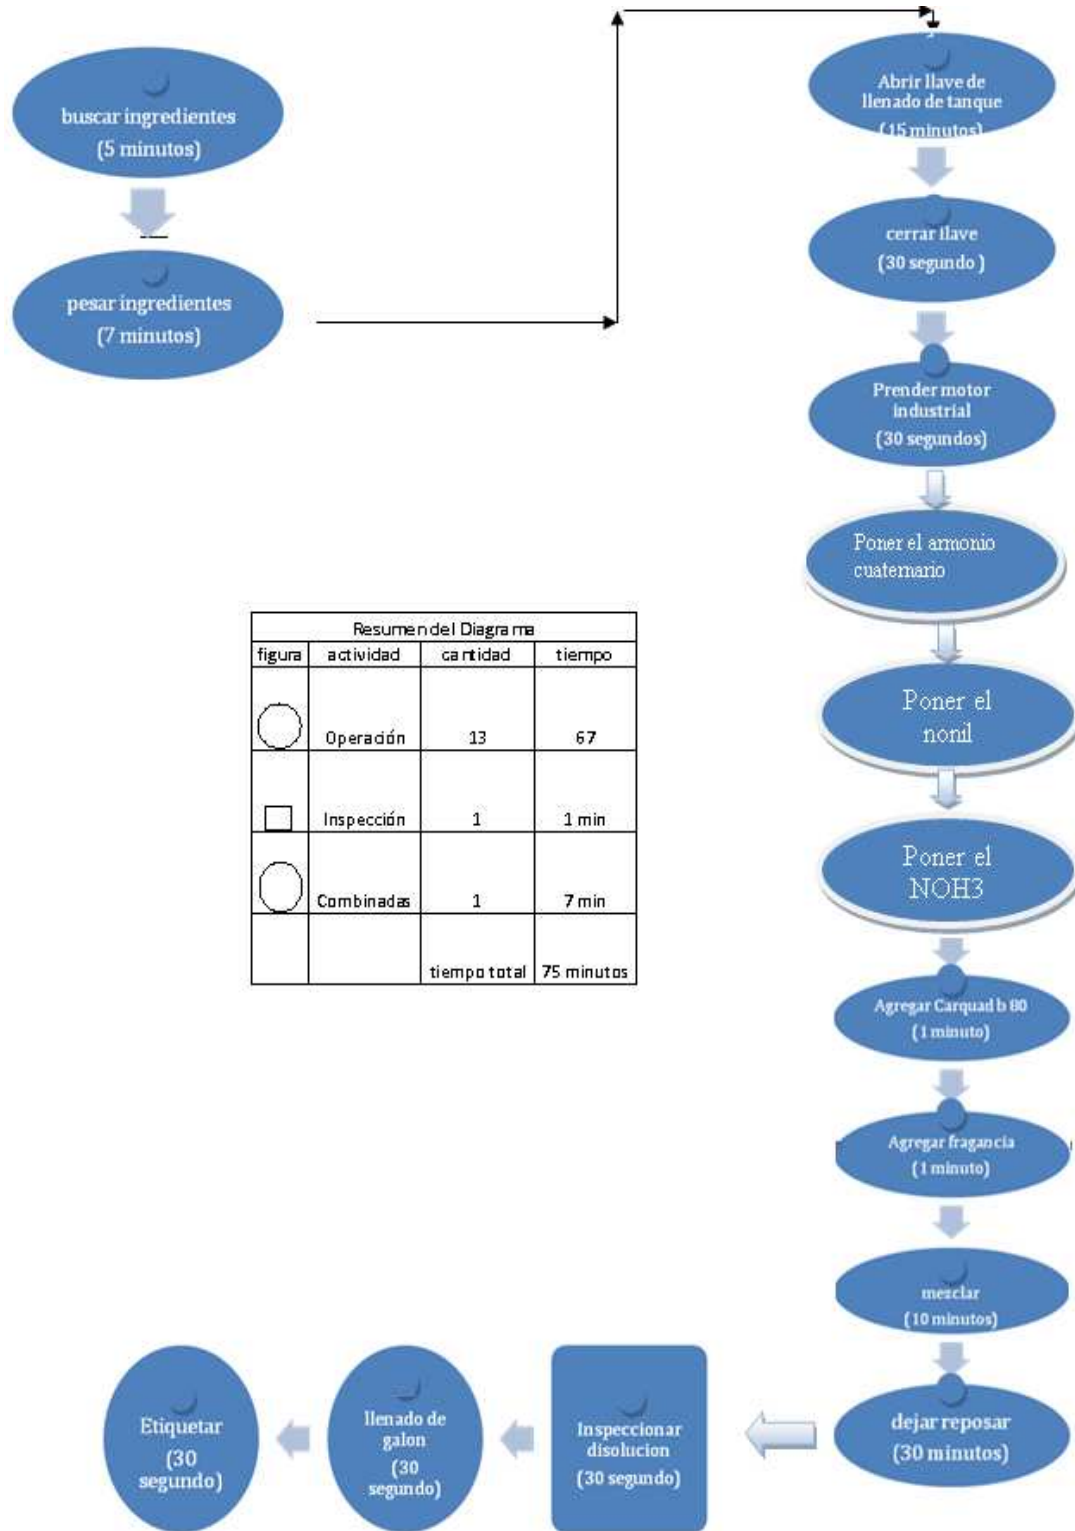 buscar ingredientes
(5 minutos)
pesar ingredientes
(7 minutos)
Abrir llave de
llenado de tanque
(15 minutos)
cerrar llave
(30 segundo )
Prender motor
industrial
(30 segundos)
Poner el armonio
cuaternario
Poner el
nonil
Poner el
NOH3
Agregar Carquad b 80
(1 minuto)
Agregar fragancia
(1 minuto)
mezclar
(10 minutos)
dejar reposar
(30 minutos)
Inspeccionar
disolucion
(30 segundo)
llenado de
galon
(30
segundo)
Etiquetar
(30
segundo)
Resumen del Diagrama
figura actividad cantidad tiempo
Operación 13 67
Inspección 1 1 min
Combinadas 1 7 min
tiempo total 75 minutos